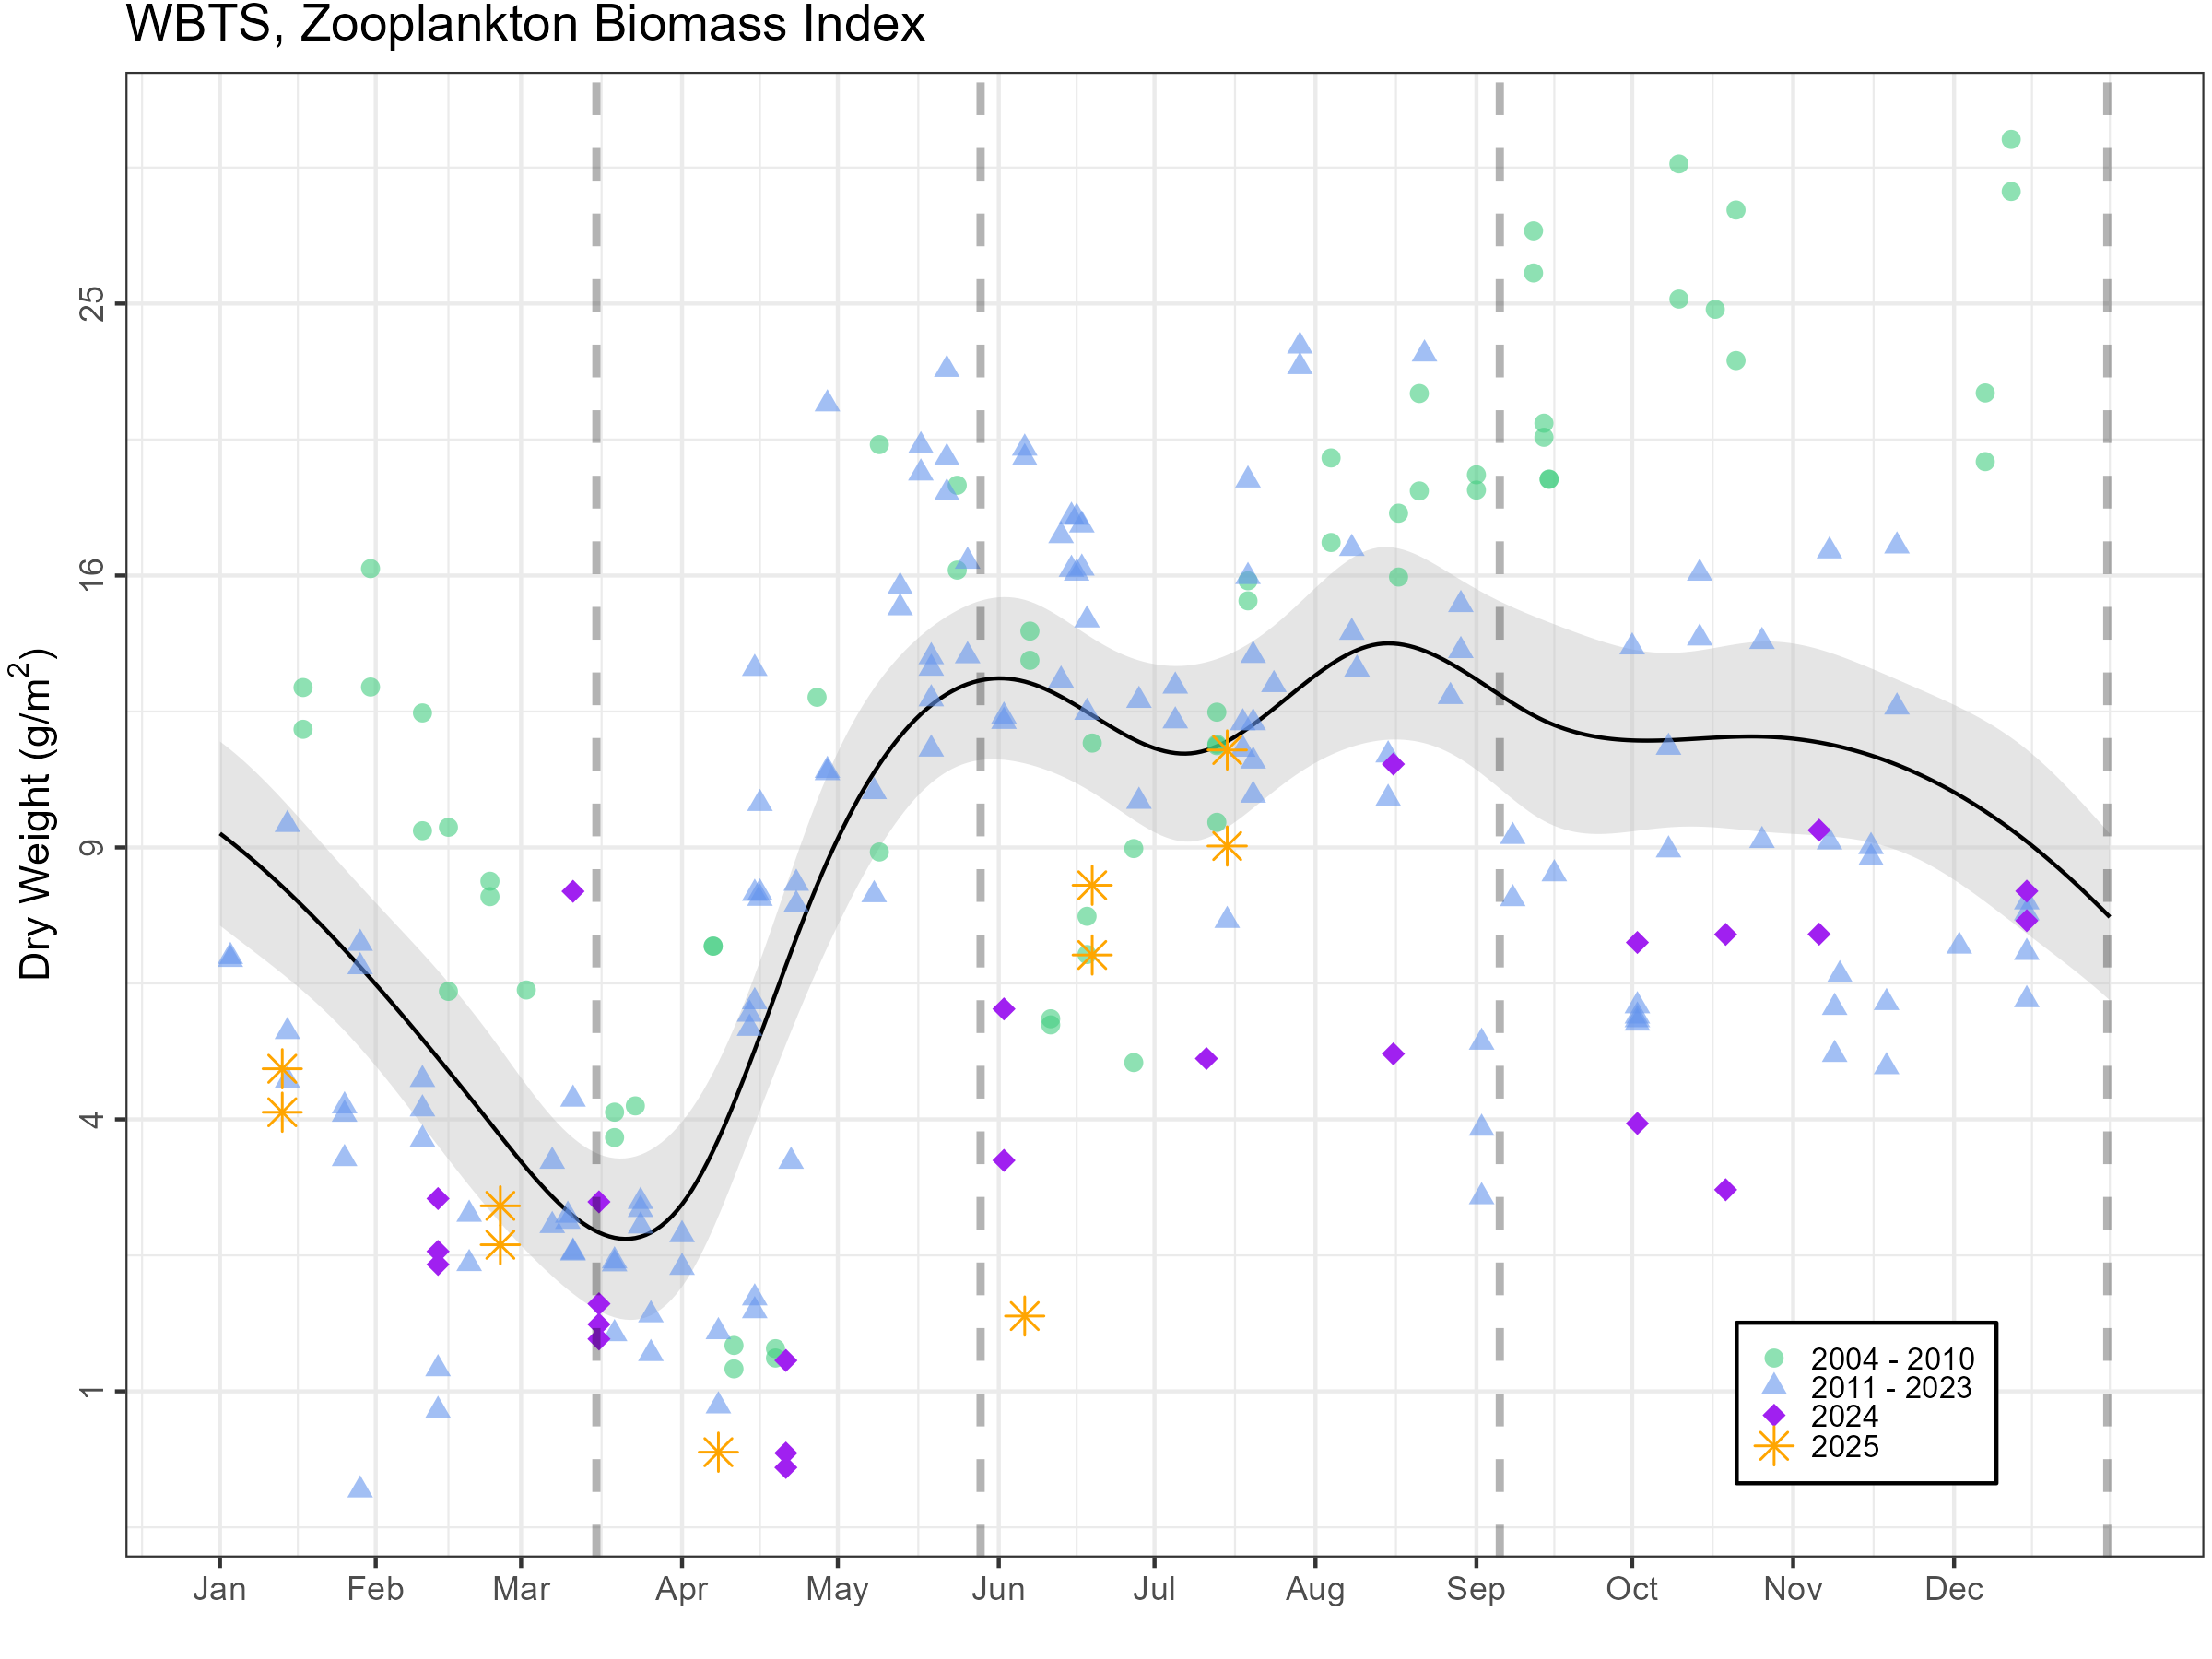 WBTS, Zooplankton Biomass Index
Dry Weight (g/m²)
25
16
9
4
1
Jan Feb Mar Apr May Jun Jul Aug Sep Oct Nov Dec
2004 - 2010
2011 - 2023
2024
2025